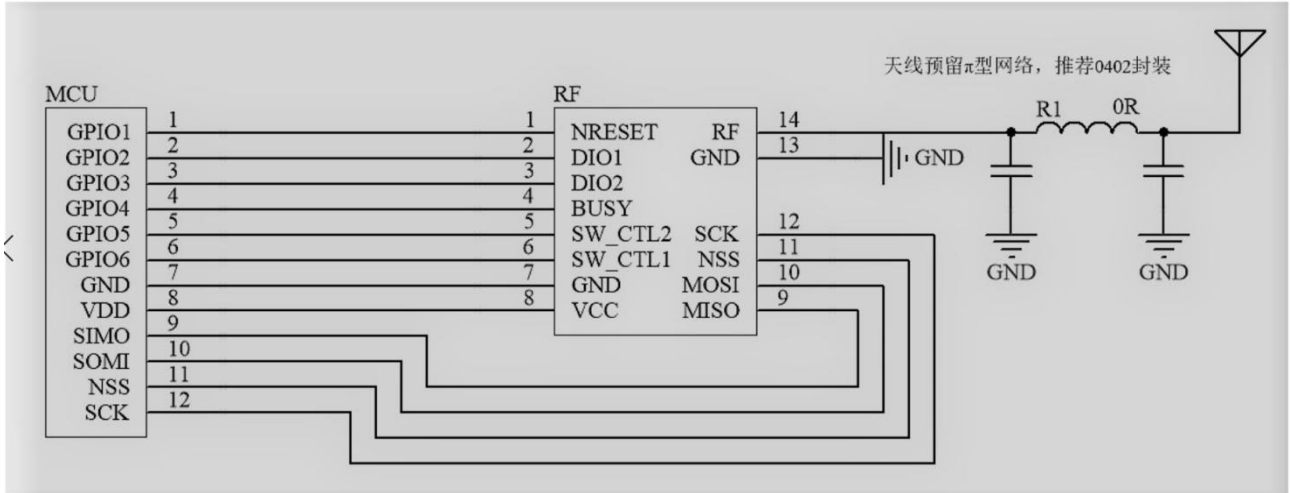 天线预留π型网络，推荐0402封装
MCU
RF
R1 0R
GPIO1 1 1 NRESET RF 14
GPIO2 2 2 DIO1 GND 13 GND
GPIO3 3 3 DIO2
GPIO4 4 4 BUSY
GPIO5 5 5 SW_CTL2 SCK 12
GPIO6 6 6 SW_CTL1 NSS 11
GND 7 7 GND MOSI 10
VDD 8 8 VCC MISO 9
SIMO 9
SOMI 10
NSS 11
SCK 12
GND GND